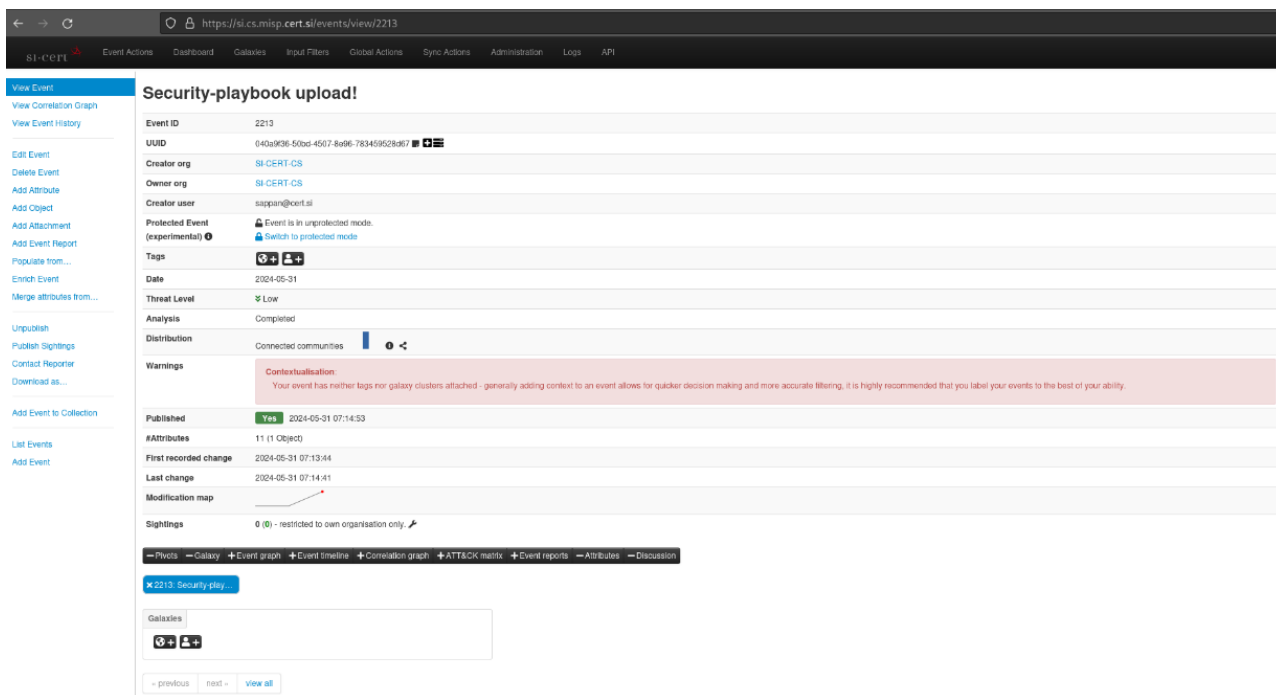 https://si.cs.misp.cert.si/events/view/2213
si-cert Event Actions Dashboard Galaxies Input Filters Global Actions Sync Actions Administration Logs API
View Event
View Correlation Graph
View Event History
Edit Event
Delete Event
Add Attribute
Add Object
Add Attachment
Add Event Report
Populate from...
Enrich Event
Merge attributes from...
Unpublish
Publish Sightings
Contact Reporter
Download as...
Add Event to Collection
List Events
Add Event
Security-playbook upload!
Event ID 2213
UUID 040a9f36-50bd-4507-8e96-783459528d67
Creator org SI-CERT-CS
Owner org SI-CERT-CS
Creator user sappan@cert.si
Protected Event Event is in unprotected mode.
(experimental) Switch to protected mode
Tags
Date 2024-05-31
Threat Level Low
Analysis Completed
Distribution Connected communities
Warnings Contextualisation:
Your event has neither tags nor galaxy clusters attached - generally adding context to an event allows for quicker decision making and more accurate filtering, it is highly recommended that you label your events to the best of your ability.
Published Yes 2024-05-31 07:14:53
#Attributes 11 (1 Object)
First recorded change 2024-05-31 07:13:44
Last change 2024-05-31 07:14:41
Modification map
Sightings 0 (0) - restricted to own organisation only.
−Pivots −Galaxy +Event graph +Event timeline +Correlation graph +ATT&CK matrix +Event reports −Attributes −Discussion
×2213: Security-play...
Galaxies
« previous next » view all